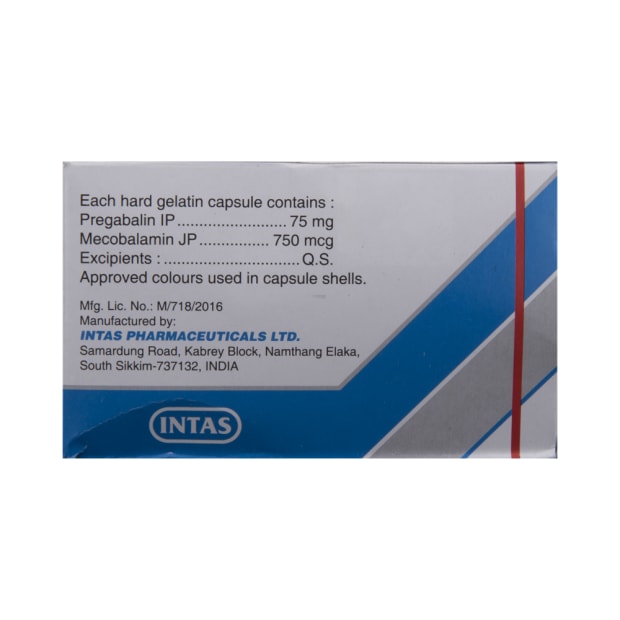 Each hard gelatin capsule contains :
Pregabalin IP......................... 75 mg
Mecobalamin JP................ 750 mcg
Excipients : ...............................Q.S.
Approved colours used in capsule shells.
Mfg. Lic. No.: M/718/2016
Manufactured by:
INTAS PHARMACEUTICALS LTD.
Samardung Road, Kabrey Block, Namthang Elaka,
South Sikkim-737132, INDIA
INTAS